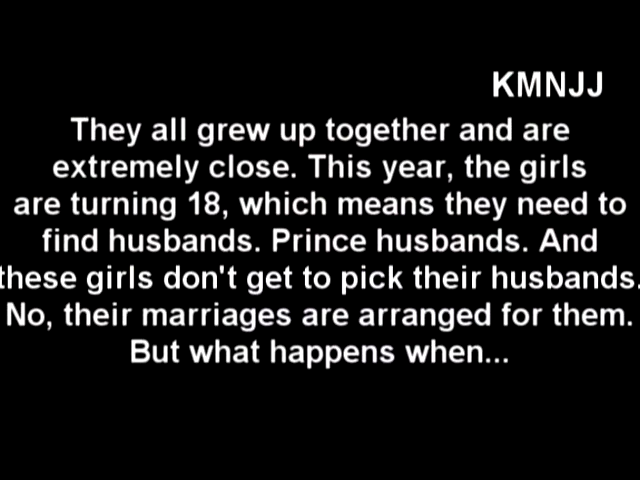 KMNJJ
They all grew up together and are
extremely close. This year, the girls
are turning 18, which means they need to
find husbands. Prince husbands. And
these girls don't get to pick their husbands.
No, their marriages are arranged for them.
But what happens when...